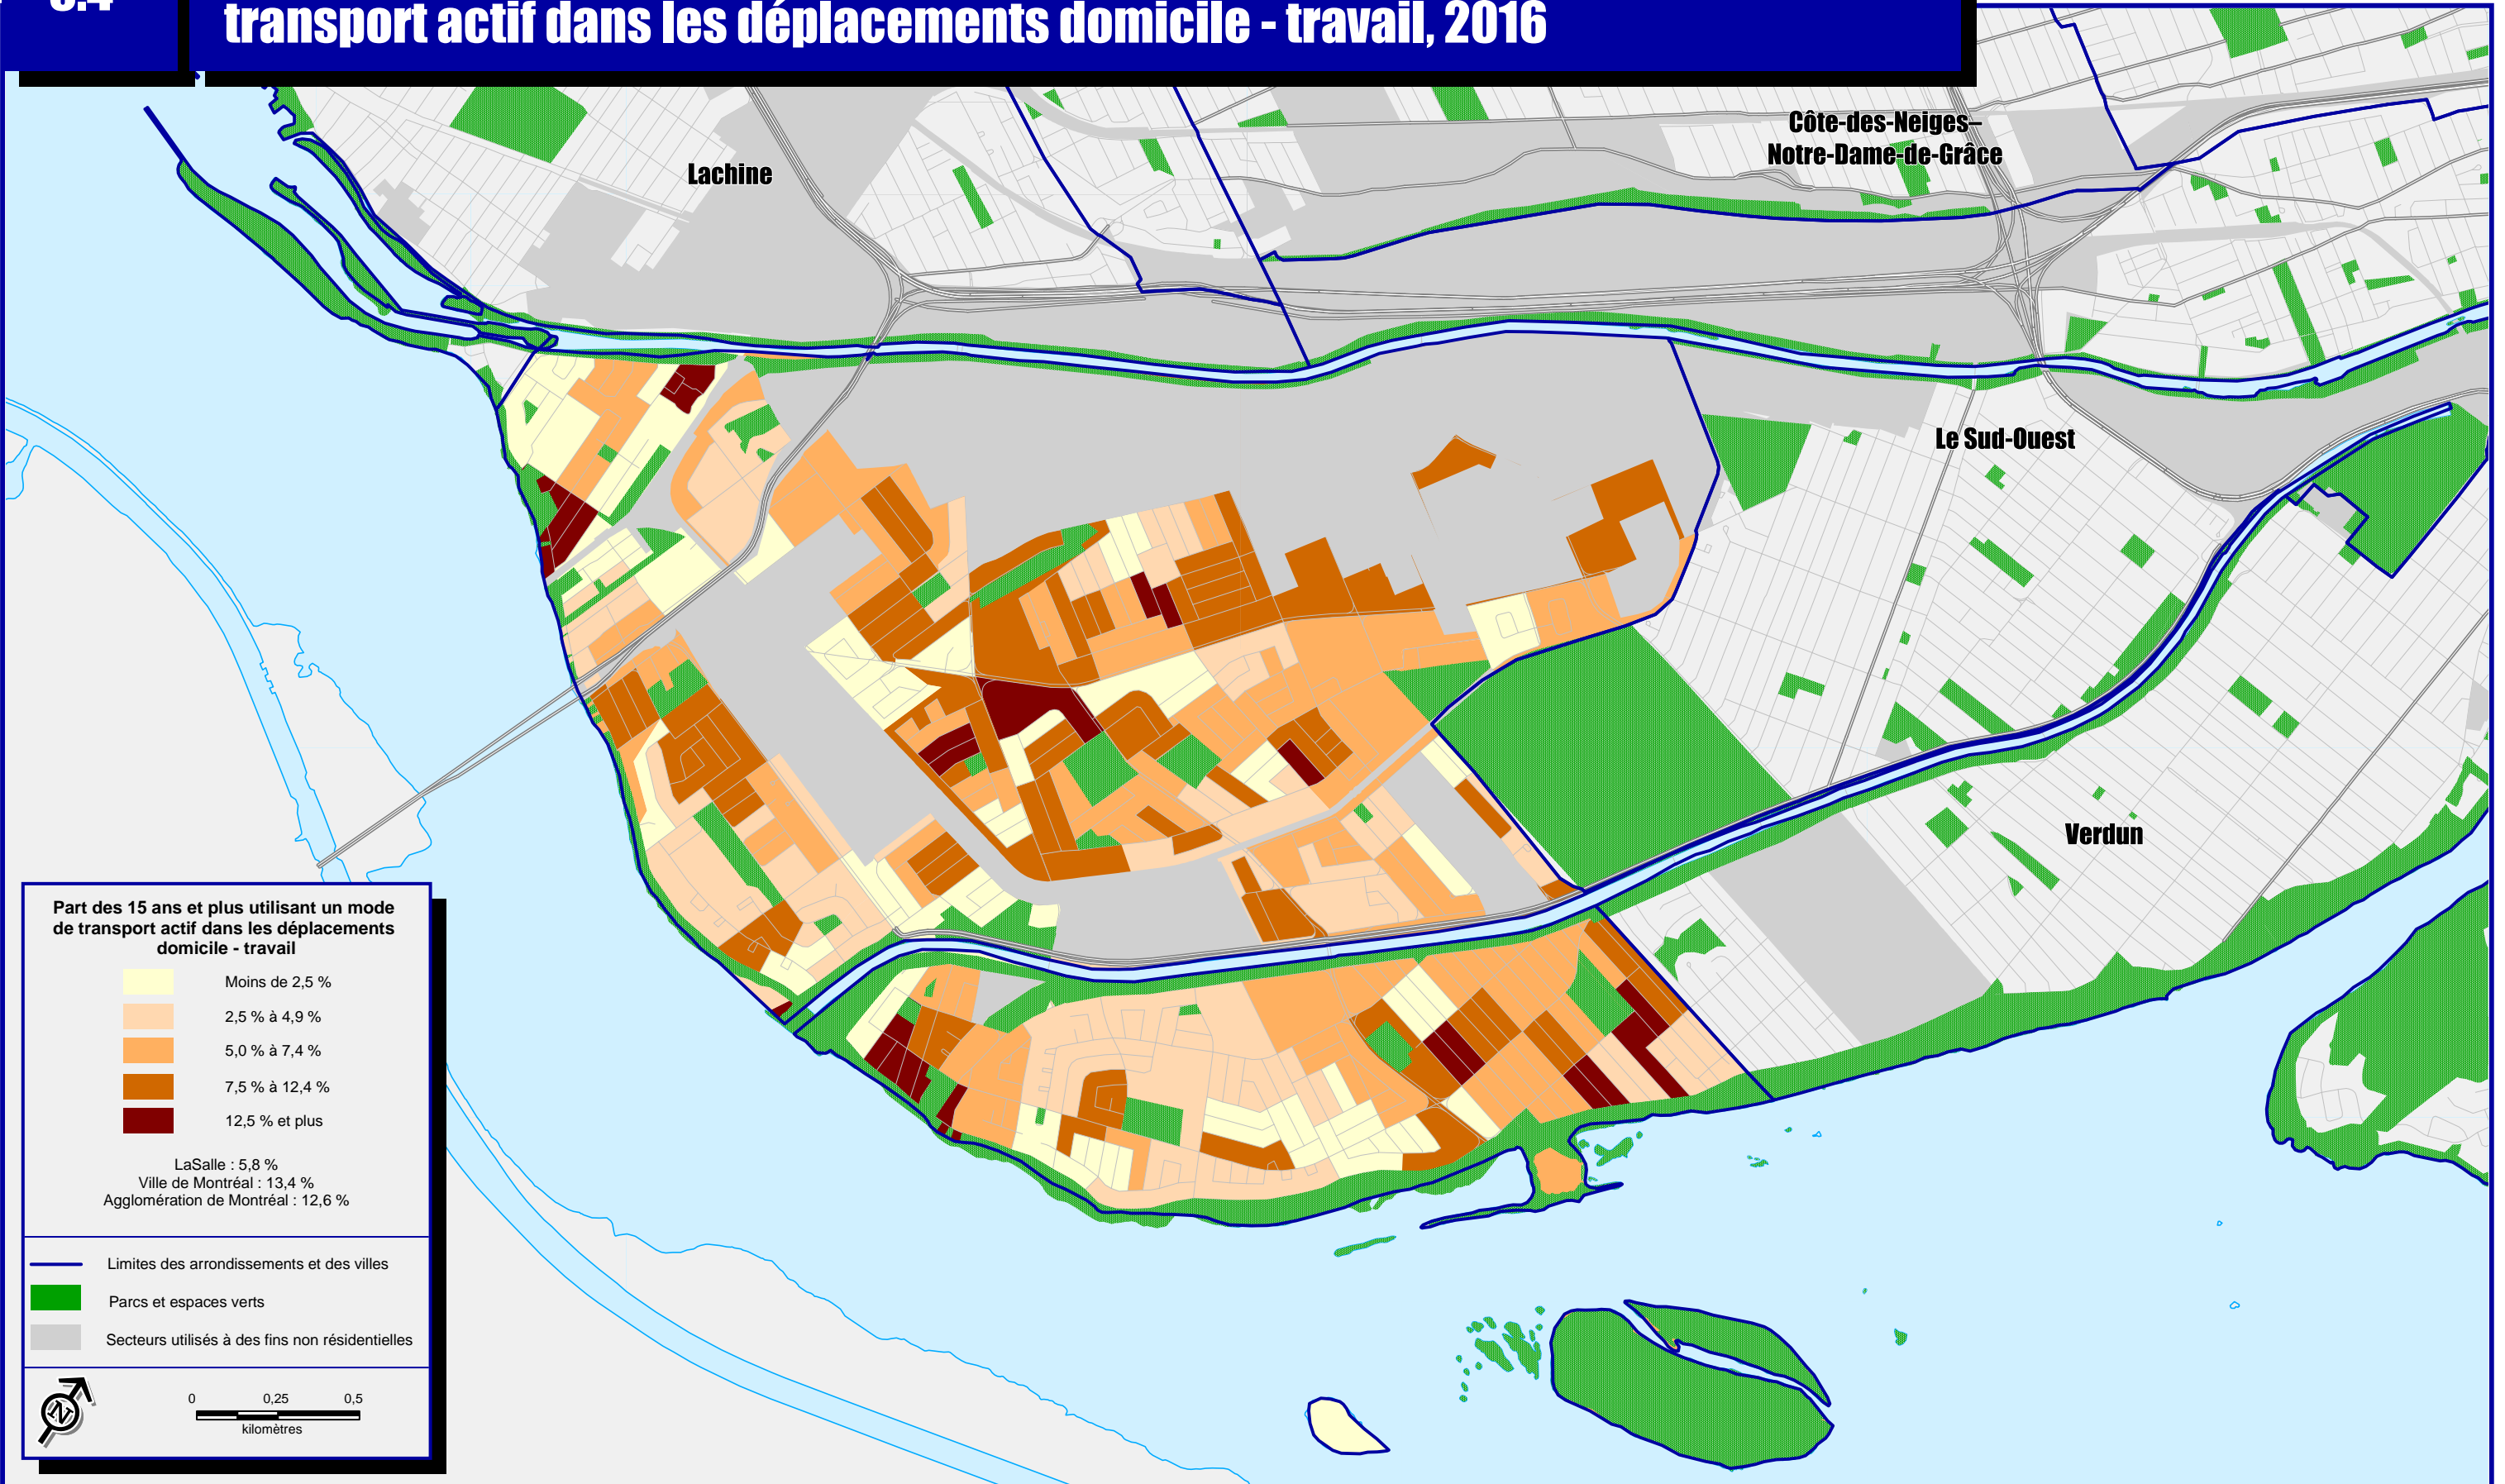 transport actif dans les déplacements domicile - travail, 2016
Côte-des-Neiges–
Notre-Dame-de-Grâce
Lachine
Le Sud-Ouest
Verdun
Part des 15 ans et plus utilisant un mode
de transport actif dans les déplacements
domicile - travail
Moins de 2,5 %
2,5 % à 4,9 %
5,0 % à 7,4 %
7,5 % à 12,4 %
12,5 % et plus
LaSalle : 5,8 %
Ville de Montréal : 13,4 %
Agglomération de Montréal : 12,6 %
Limites des arrondissements et des villes
Parcs et espaces verts
Secteurs utilisés à des fins non résidentielles
N
0 0,25 0,5
kilomètres